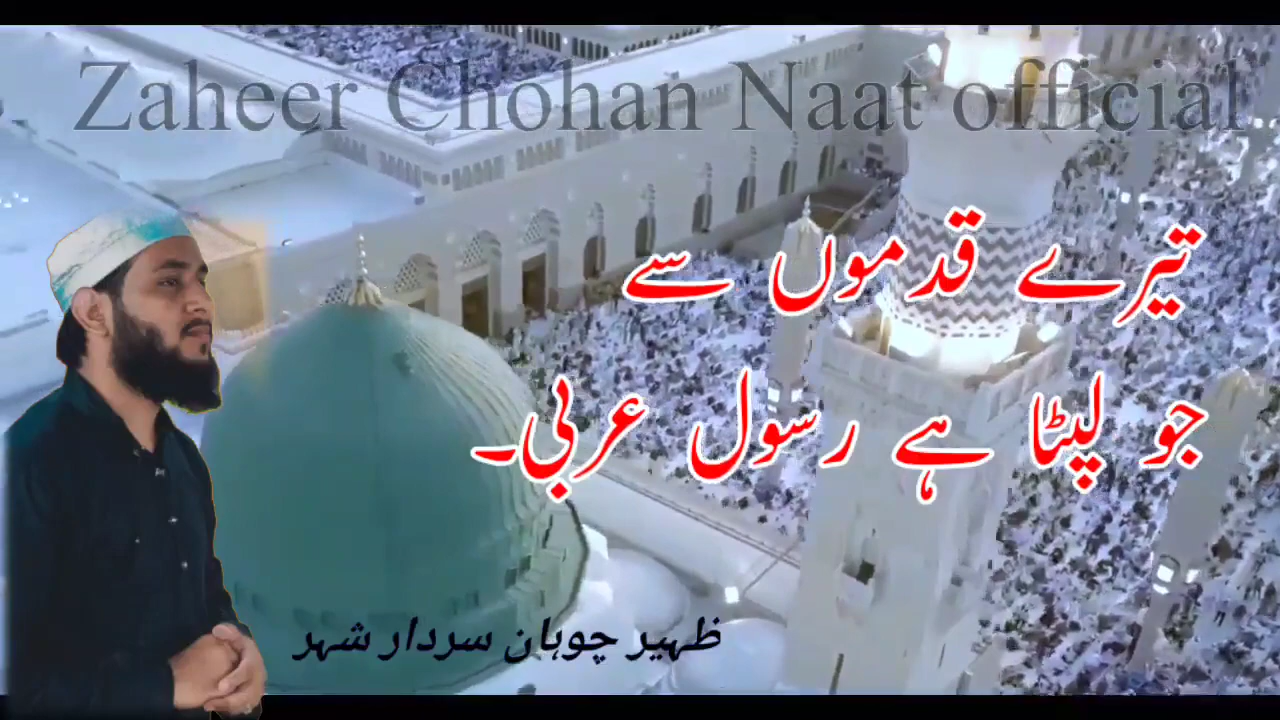 Zaheer Chohan Naat official
تیرے قدموں سے
جو لپٹا ہے رسول عربی۔
ظہیر چوہان سردار شہر